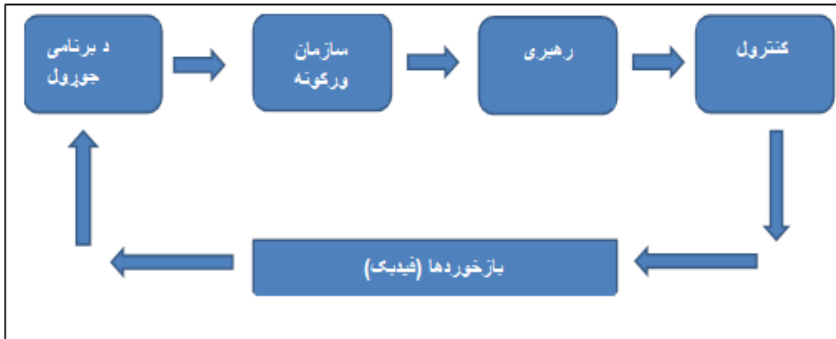 د برنامی
جوړول
سازمان
ورکونه
رهبری
کنترول
بازخوردها (فیدبک)